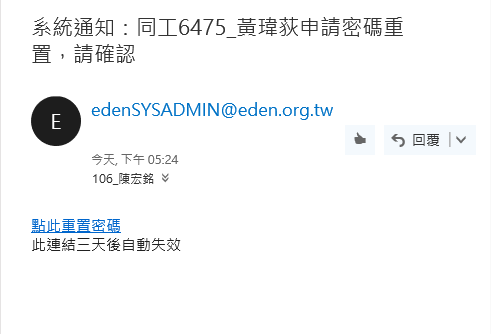 系統通知：同工6475_黃瑋荻申請密碼重
置，請確認
E
edenSYSADMIN@eden.org.tw
回覆
今天, 下午 05:24
106_陳宏銘
點此重置密碼
此連結三天後自動失效